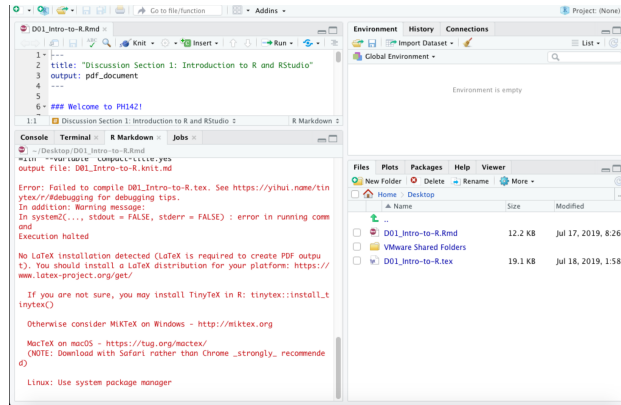 Go to file/function
Addins
Project: (None)
D01_Intro-to-R.Rmd
Knit
Insert
Run
1 ---
2 title: "Discussion Section 1: Introduction to R and RStudio"
3 output: pdf_document
4 ---
5
6 ### Welcome to PH142!
1:1 Discussion Section 1: Introduction to R and RStudio R Markdown
Console Terminal R Markdown Jobs
~/Desktop/D01_Intro-to-R.Rmd
with --variable compact-title:yes
output file: D01_Intro-to-R.knit.md
Error: Failed to compile D01_Intro-to-R.tex. See https://yihui.name/tin
ytex/r/#debugging for debugging tips.
In addition: Warning message:
In system2(..., stdout = FALSE, stderr = FALSE) : error in running comm
and
Execution halted
No LaTeX installation detected (LaTeX is required to create PDF outpu
t). You should install a LaTeX distribution for your platform: https://
www.latex-project.org/get/
If you are not sure, you may install TinyTeX in R: tinytex::install_t
inytex()
Otherwise consider MiKTeX on Windows - http://miktex.org
MacTeX on macOS - https://tug.org/mactex/
(NOTE: Download with Safari rather than Chrome _strongly_ recommende
d)
Linux: Use system package manager
Environment History Connections
Import Dataset
List
Global Environment
Environment is empty
Files Plots Packages Help Viewer
New Folder Delete Rename More
Home Desktop
Name Size Modified
..
D01_Intro-to-R.Rmd 12.2 KB Jul 17, 2019, 8:26
VMware Shared Folders
D01_Intro-to-R.tex 19.1 KB Jul 18, 2019, 1:58